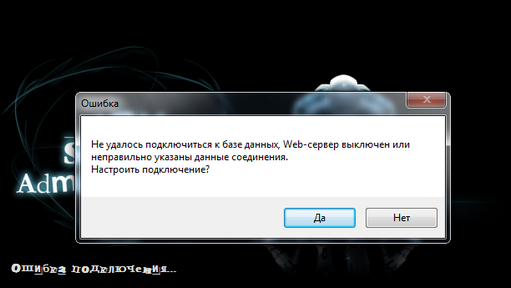 Ошибка
Не удалось подключиться к базе данных, Web-сервер выключен или
неправильно указаны данные соединения.
Настроить подключение?
Да
Нет
Ошибка подключения...